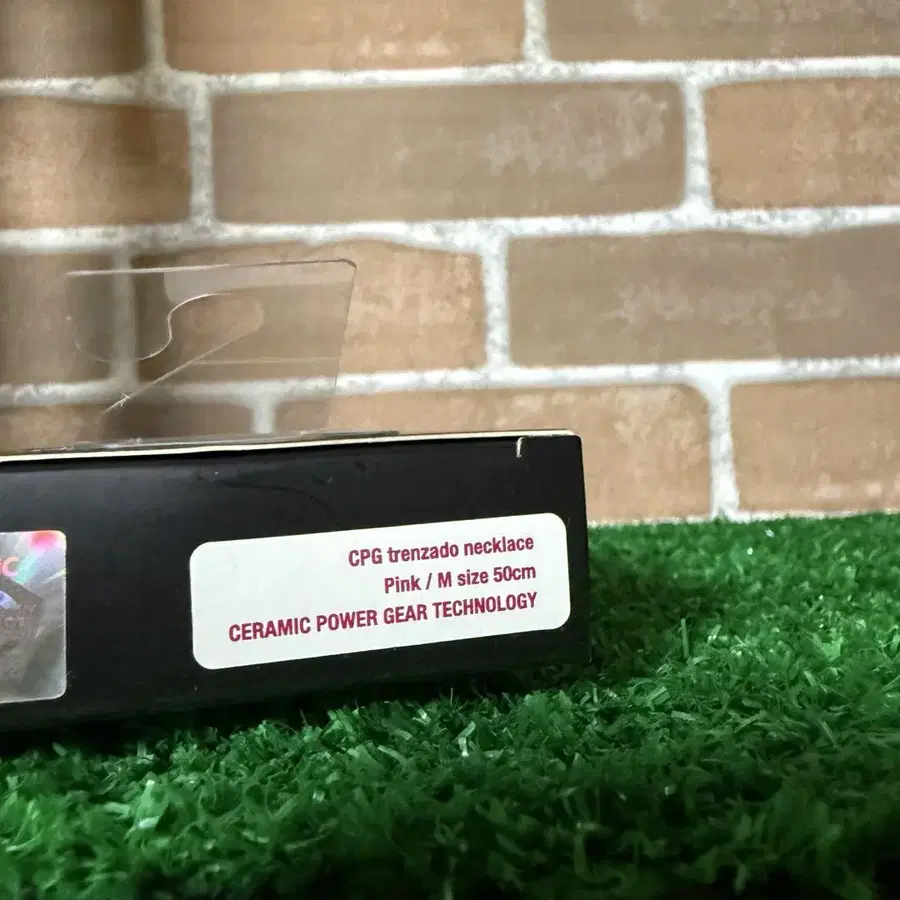 CPG trenzado necklace
Pink / M size 50cm
CERAMIC POWER GEAR TECHNOLOGY